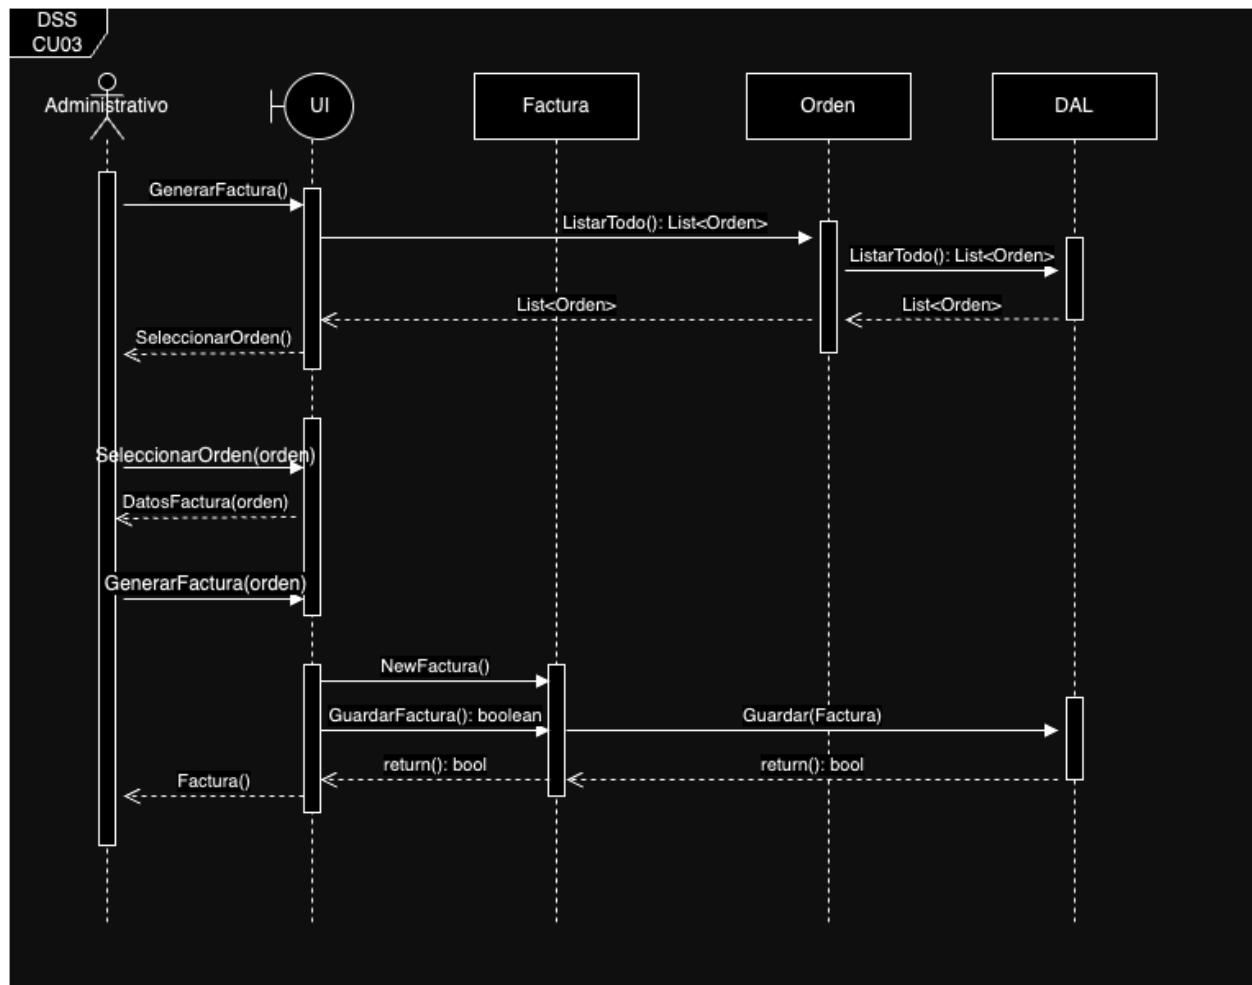 DSS
CU03
Administrativo
UI
Factura
Orden
DAL
GenerarFactura()
ListarTodo(): List<Orden>
ListarTodo(): List<Orden>
List<Orden>
List<Orden>
SeleccionarOrden()
SeleccionarOrden(orden)
DatosFactura(orden)
GenerarFactura(orden)
NewFactura()
GuardarFactura(): boolean
Guardar(Factura)
return(): bool
return(): bool
Factura()